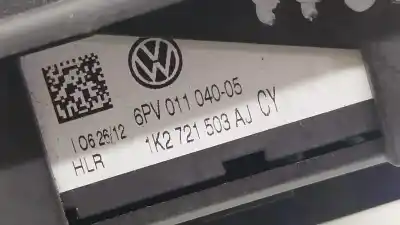 6PV 011 040-05
1K2 721 503 AJ CY
I 06 26/12
HLR